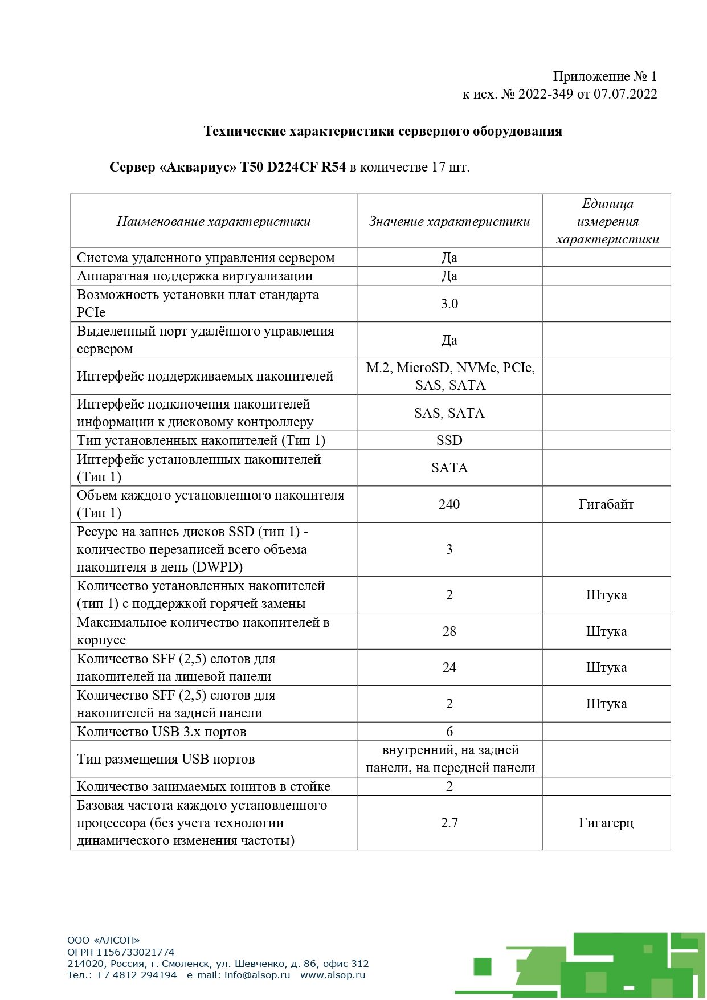 Приложение № 1
к исх. № 2022-349 от 07.07.2022
Технические характеристики серверного оборудования
Сервер «Аквариус» T50 D224CF R54 в количестве 17 шт.
Наименование характеристики
Значение характеристики
Единица
измерения
характеристики
Система удаленного управления сервером
Да
Аппаратная поддержка виртуализации
Да
Возможность установки плат стандарта
PCIe
3.0
Выделенный порт удалённого управления
сервером
Да
Интерфейс поддерживаемых накопителей
M.2, MicroSD, NVMe, PCIe,
SAS, SATA
Интерфейс подключения накопителей
информации к дисковому контроллеру
SAS, SATA
Тип установленных накопителей (Тип 1)
SSD
Интерфейс установленных накопителей
(Тип 1)
SATA
Объем каждого установленного накопителя
(Тип 1)
240
Гигабайт
Ресурс на запись дисков SSD (тип 1) -
количество перезаписей всего объема
накопителя в день (DWPD)
3
Количество установленных накопителей
(тип 1) с поддержкой горячей замены
2
Штука
Максимальное количество накопителей в
корпусе
28
Штука
Количество SFF (2,5) слотов для
накопителей на лицевой панели
24
Штука
Количество SFF (2,5) слотов для
накопителей на задней панели
2
Штука
Количество USB 3.x портов
6
Тип размещения USB портов
внутренний, на задней
панели, на передней панели
Количество занимаемых юнитов в стойке
2
Базовая частота каждого установленного
процессора (без учета технологии
динамического изменения частоты)
2.7
Гигагерц
ООО «АЛСОП»
ОГРН 1156733021774
214020, Россия, г. Смоленск, ул. Шевченко, д. 86, офис 312
Тел.: +7 4812 294194 e-mail: info@alsop.ru www.alsop.ru